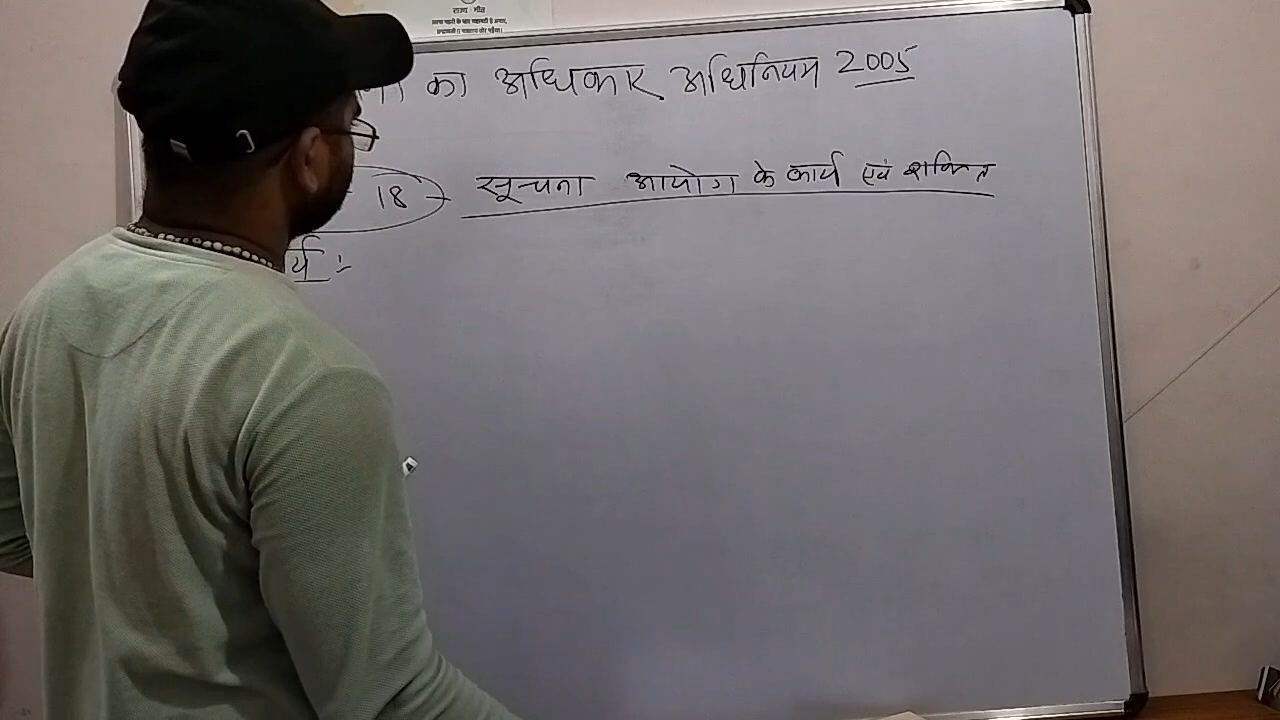 राज्य गीत
का अधिकार अधिनियम 2005
18 → सूचना आयोग के कार्य एवं शक्ति
र्य :-